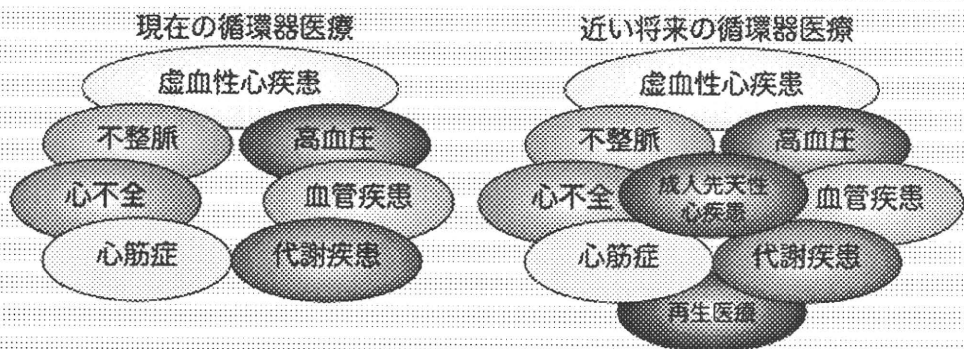 現在の循環器医療
虚血性心疾患
不整脈
高血圧
心不全
血管疾患
心筋症
代謝疾患
近い将来の循環器医療
虚血性心疾患
不整脈
高血圧
心不全
成人先天性
心疾患
血管疾患
心筋症
代謝疾患
再生医療